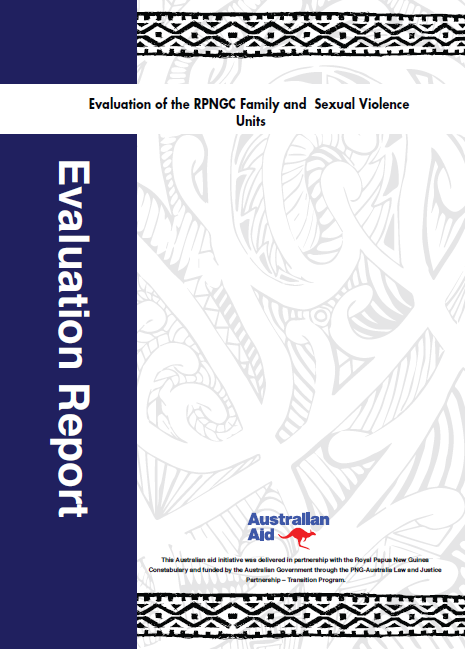 Evaluation of the RPNGC Family and Sexual Violence
Units
Evaluation Report
Australian
Aid
This Australian aid initiative was delivered in partnership with the Royal Papua New Guinea
Constabulary and funded by the Australian Government through the PNG-Australia Law and Justice
Partnership – Transition Program.